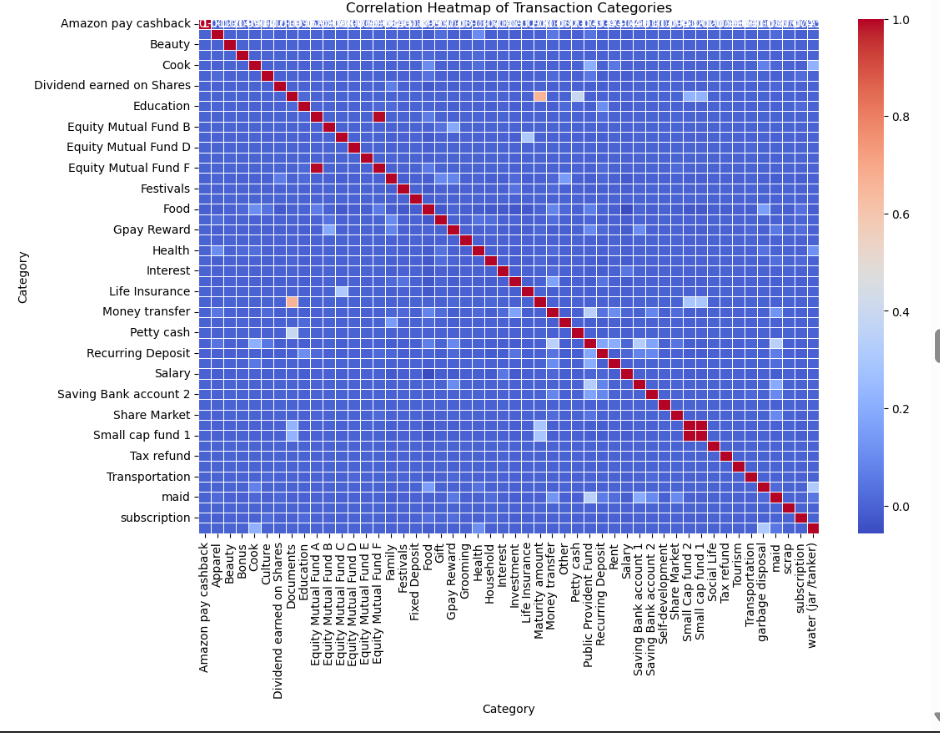 Correlation Heatmap of Transaction Categories
Amazon pay cashback
Beauty
Cook
Dividend earned on Shares
Education
Equity Mutual Fund B
Equity Mutual Fund D
Equity Mutual Fund F
Festivals
Food
Gpay Reward
Health
Interest
Life Insurance
Money transfer
Petty cash
Recurring Deposit
Salary
Saving Bank account 2
Share Market
Small cap fund 1
Tax refund
Transportation
maid
subscription
Category
1.0
0.8
0.6
0.4
0.2
0.0
Amazon pay cashback
Apparel
Beauty
Bonus
Cook
Culture
Dividend earned on Shares
Documents
Education
Equity Mutual Fund A
Equity Mutual Fund B
Equity Mutual Fund C
Equity Mutual Fund D
Equity Mutual Fund E
Equity Mutual Fund F
Family
Festivals
Fixed Deposit
Food
Gift
Gpay Reward
Grooming
Health
Household
Interest
Investment
Life Insurance
Maturity amount
Money transfer
Other
Petty cash
Public Provident Fund
Recurring Deposit
Rent
Salary
Saving Bank account 1
Saving Bank account 2
Self-development
Share Market
Small Cap fund 2
Small cap fund 1
Social Life
Tax refund
Tourism
Transportation
garbage disposal
maid
scrap
subscription
water (jar /tanker)
Category